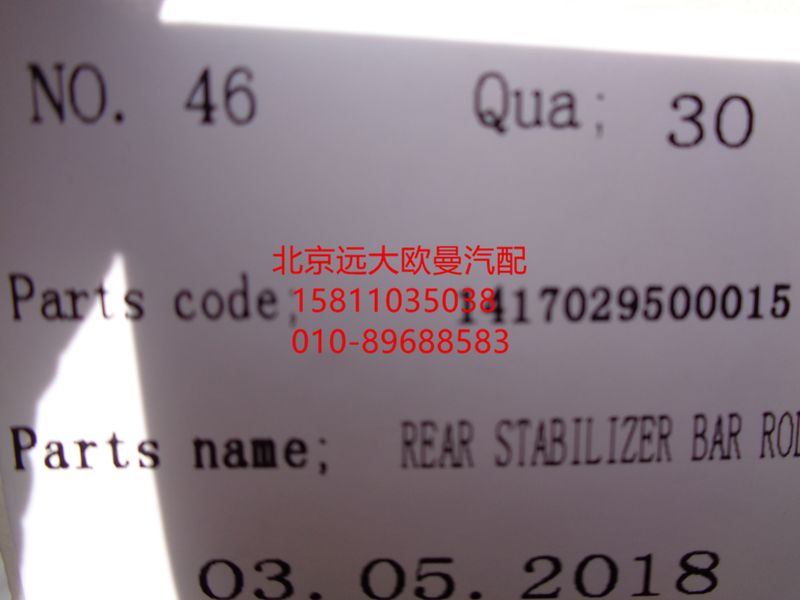 NO. 46 Qua; 30
北京远大欧曼汽配
Parts code; 1417029500015
15811035038
010-89688583
Parts name; REAR STABILIZER BAR ROD
03. 05. 2018